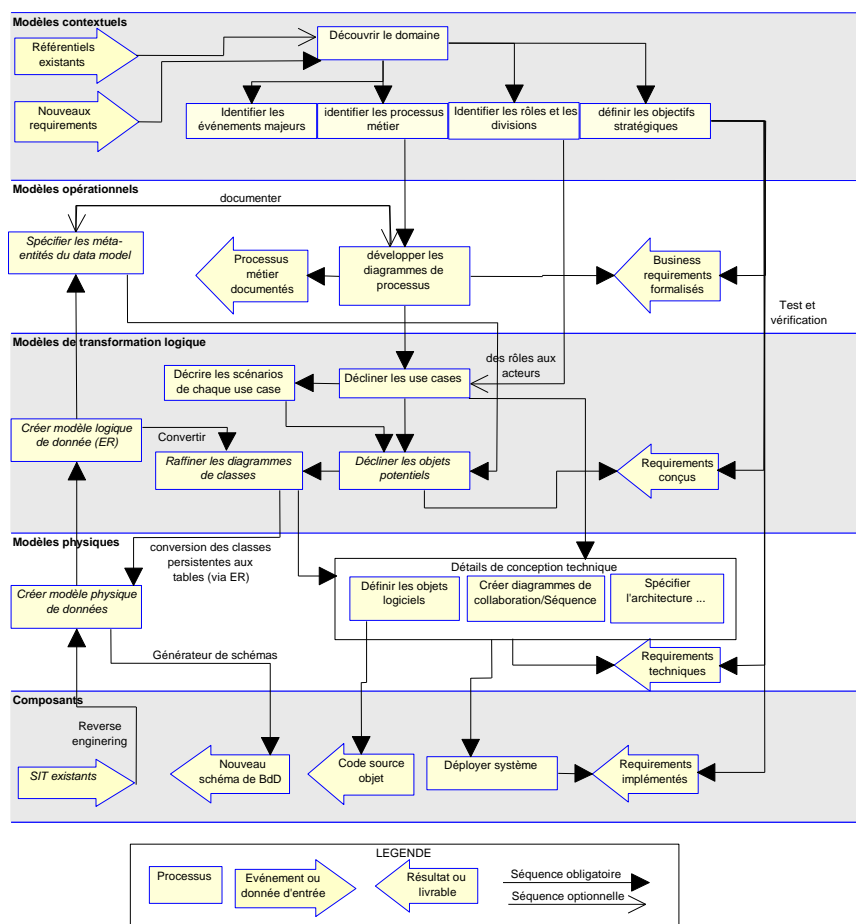 Modèles contextuels
Référentiels
existants
Découvrir le domaine
Nouveaux
requirements
Identifier les
événements majeurs
identifier les processus
métier
Identifier les rôles et les
divisions
définir les objectifs
stratégiques
Modèles opérationnels
documenter
Spécifier les méta-
entités du data model
Processus
métier
documentés
développer les
diagrammes de
processus
Business
requirements
formalisés
Test et
vérification
Modèles de transformation logique
Décrire les scénarios
de chaque use case
Décliner les use cases
des rôles aux
acteurs
Créer modèle logique
de donnée (ER)
Convertir
Raffiner les diagrammes
de classes
Décliner les objets
potentiels
Requirements
conçus
Modèles physiques
conversion des classes
persistentes aux
tables (via ER)
Détails de conception technique
Définir les objets
logiciels
Créer diagrammes de
collaboration/Séquence
Spécifier
l'architecture ...
Créer modèle physique
de données
Générateur de schémas
Requirements
techniques
Composants
Reverse
enginering
SIT existants
Nouveau
schéma de BdD
Code source
objet
Déployer système
Requirements
implémentés
LEGENDE
Processus
Evénement ou
donnée d'entrée
Résultat ou
livrable
Séquence obligatoire
Séquence optionnelle